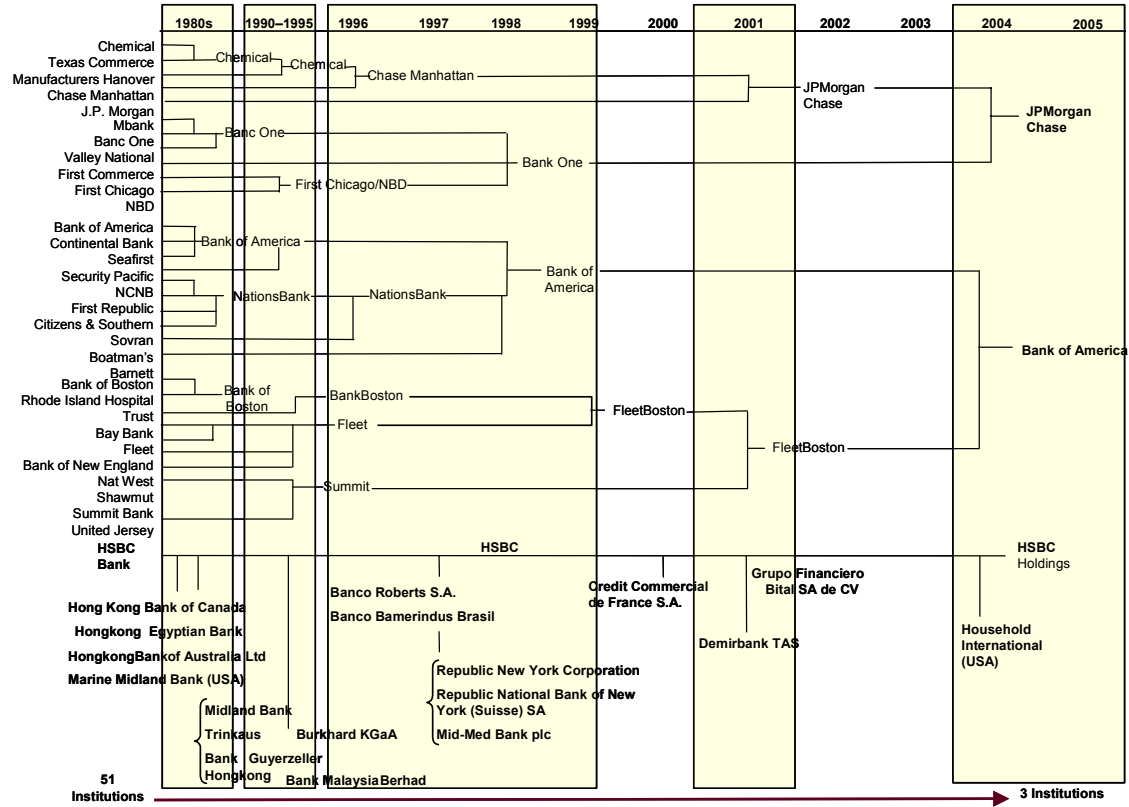 1980s 1990–1995 1996 1997 1998 1999 2000 2001 2002 2003 2004 2005
Chemical
Texas Commerce
Manufacturers Hanover
Chase Manhattan
J.P. Morgan
Mbank
Banc One
Valley National
First Commerce
First Chicago
NBD
Bank of America
Continental Bank
Seafirst
Security Pacific
NCNB
First Republic
Citizens & Southern
Sovran
Boatman's
Barnett
Bank of Boston
Rhode Island Hospital
Trust
Bay Bank
Fleet
Bank of New England
Nat West
Shawmut
Summit Bank
United Jersey
HSBC
Bank
Chemical
Chemical
Chase Manhattan
JPMorgan
Chase
JPMorgan
Chase
Banc One
Bank One
First Chicago/NBD
Bank of America
Bank of
America
NationsBank
NationsBank
Bank of America
Bank of
Boston
BankBoston
Fleet
FleetBoston
FleetBoston
Summit
HSBC
HSBC
Holdings
Hong Kong Bank of Canada
Hongkong Egyptian Bank
HongkongBankof Australia Ltd
Marine Midland Bank (USA)
Midland Bank
Trinkaus Burkhard KGaA
Bank Guyerzeller
Hongkong Bank MalaysiaBerhad
Banco Roberts S.A.
Banco Bamerindus Brasil
Republic New York Corporation
Republic National Bank of New
York (Suisse) SA
Mid-Med Bank plc
Credit Commercial
de France S.A.
Grupo Financiero
Bital SA de CV
Demirbank TAS
Household
International
(USA)
51
Institutions
3 Institutions